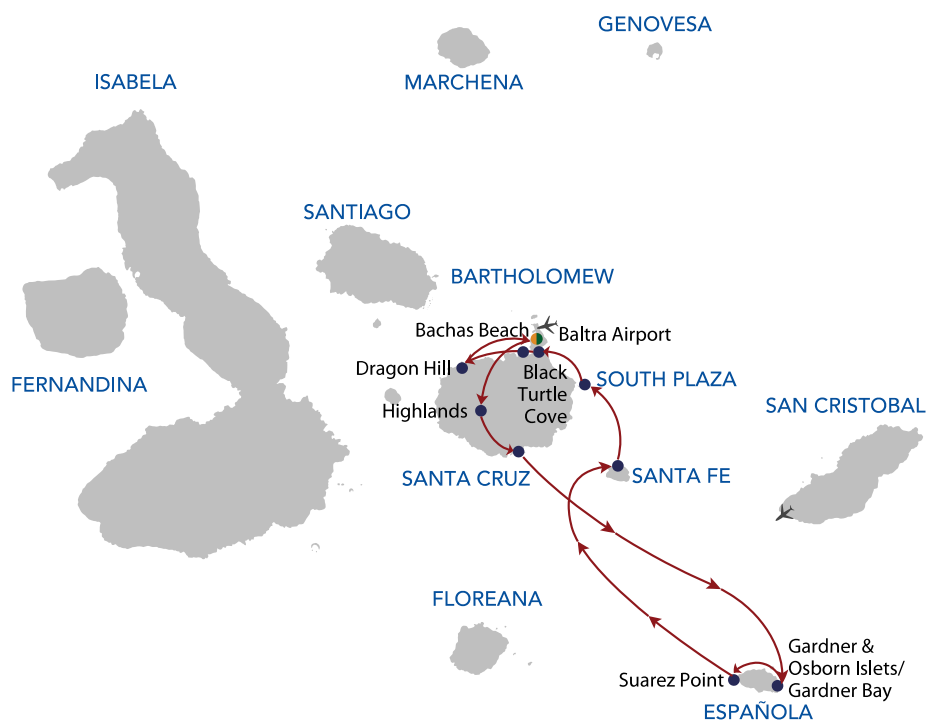 GENOVESA
ISABELA
MARCHENA
SANTIAGO
BARTHOLOMEW
Bachas Beach
Baltra Airport
Dragon Hill
Black
Turtle
Cove
SOUTH PLAZA
FERNANDINA
Highlands
SAN CRISTOBAL
SANTA CRUZ
SANTA FE
FLOREANA
Gardner &
Osborn Islets/
Gardner Bay
Suarez Point
ESPAÑOLA